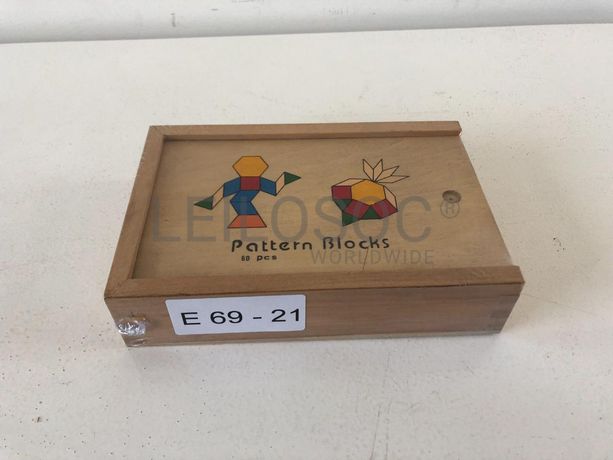 LEILOSOC®
WORLDWIDE
Pattern Blocks
60 pcs
E 69 - 21